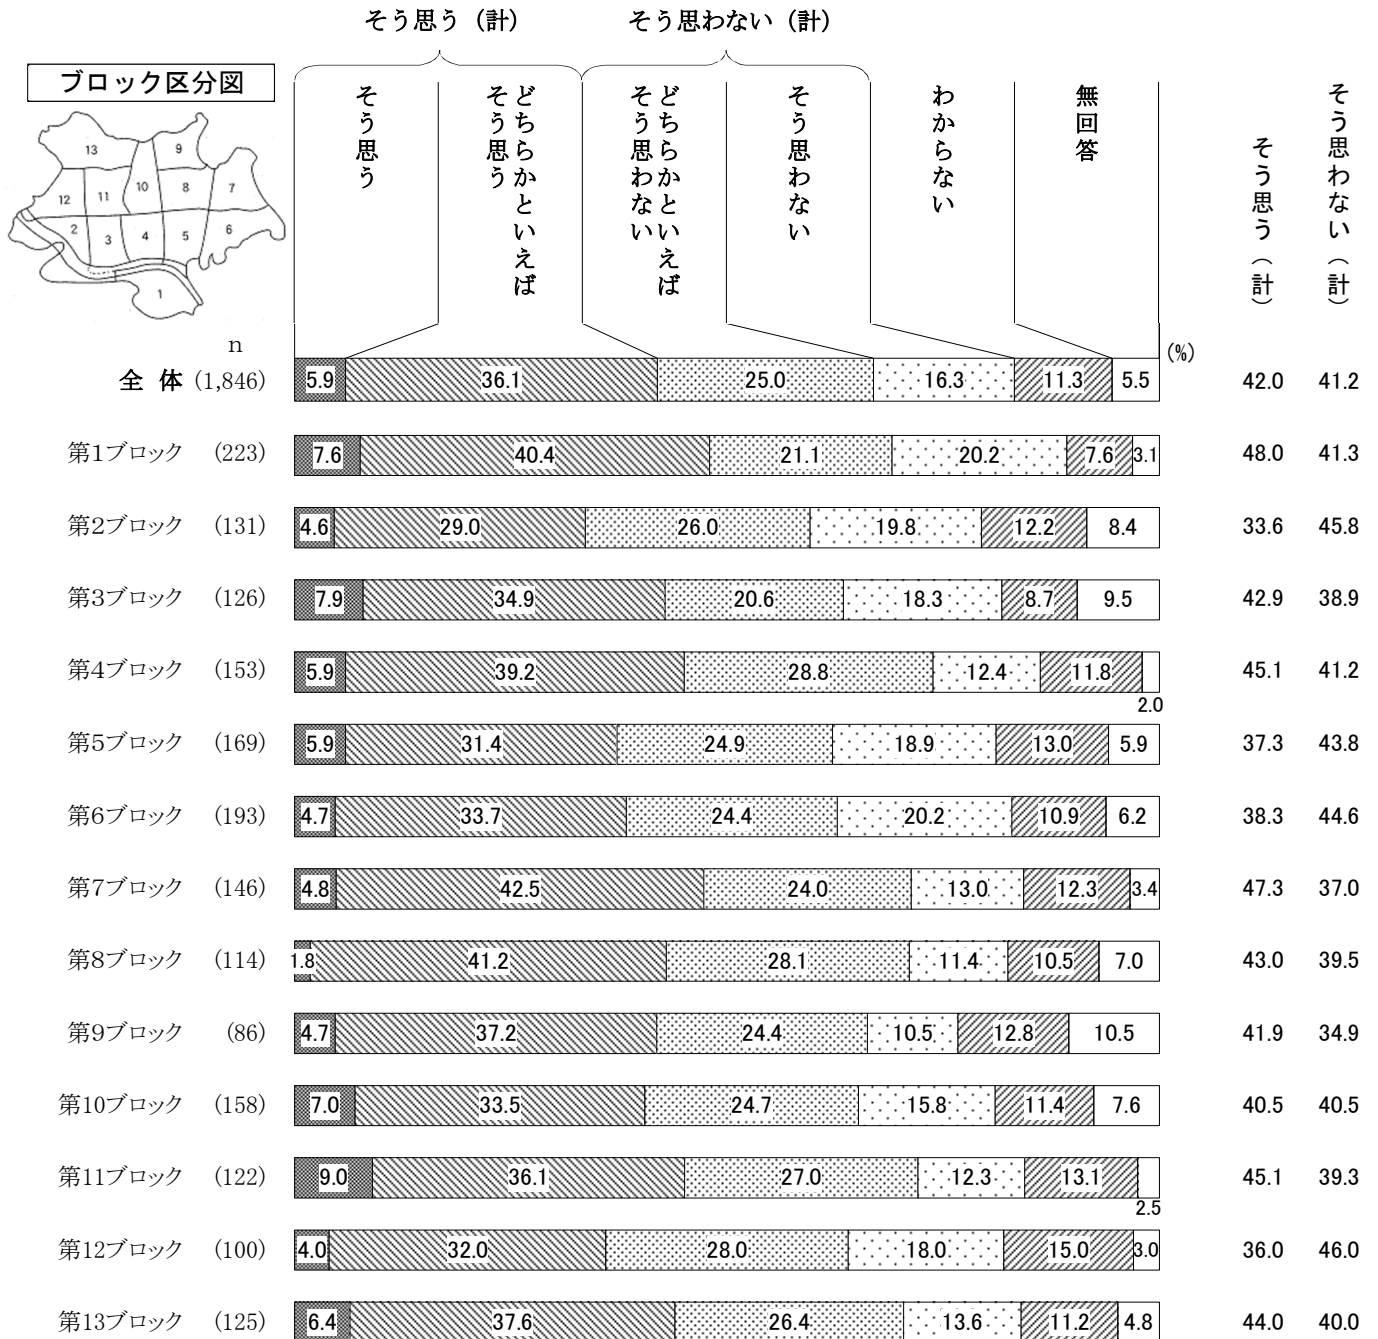 そう思う（計）
そう思わない（計）
ブロック区分図
13
9
12
11
10
8
7
2
3
4
5
6
1
そう思う
どちらかといえば
そう思う
どちらかといえば
そう思わない
そう思わない
わからない
無回答
そう思う（計）
そう思わない（計）
n
(%)
全 体 (1,846) 5.9 36.1 25.0 16.3 11.3 5.5 42.0 41.2
第1ブロック (223) 7.6 40.4 21.1 20.2 7.6 3.1 48.0 41.3
第2ブロック (131) 4.6 29.0 26.0 19.8 12.2 8.4 33.6 45.8
第3ブロック (126) 7.9 34.9 20.6 18.3 8.7 9.5 42.9 38.9
第4ブロック (153) 5.9 39.2 28.8 12.4 11.8 2.0 45.1 41.2
第5ブロック (169) 5.9 31.4 24.9 18.9 13.0 5.9 37.3 43.8
第6ブロック (193) 4.7 33.7 24.4 20.2 10.9 6.2 38.3 44.6
第7ブロック (146) 4.8 42.5 24.0 13.0 12.3 3.4 47.3 37.0
第8ブロック (114) 1.8 41.2 28.1 11.4 10.5 7.0 43.0 39.5
第9ブロック (86) 4.7 37.2 24.4 10.5 12.8 10.5 41.9 34.9
第10ブロック (158) 7.0 33.5 24.7 15.8 11.4 7.6 40.5 40.5
第11ブロック (122) 9.0 36.1 27.0 12.3 13.1 2.5 45.1 39.3
第12ブロック (100) 4.0 32.0 28.0 18.0 15.0 3.0 36.0 46.0
第13ブロック (125) 6.4 37.6 26.4 13.6 11.2 4.8 44.0 40.0